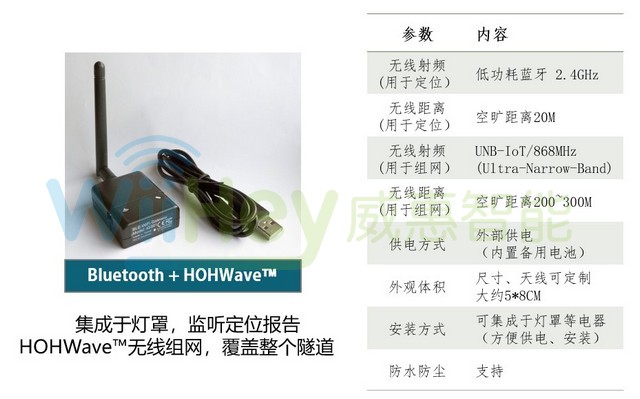 Bluetooth + HOHWave™
集成于灯罩，监听定位报告
HOHWave™无线组网，覆盖整个隧道
参数 内容
无线射频
(用于定位)
低功耗蓝牙 2.4GHz
无线距离
(用于定位)
空旷距离20M
无线射频
(用于组网)
UNB-IoT/868MHz
(Ultra-Narrow-Band)
无线距离
(用于组网)
空旷距离200~300M
供电方式
外部供电
(内置备用电池)
外观体积
尺寸、天线可定制
大约5*8CM
安装方式
可集成于灯罩等电器
(方便供电、安装)
防水防尘 支持
WiiHey威惠智能